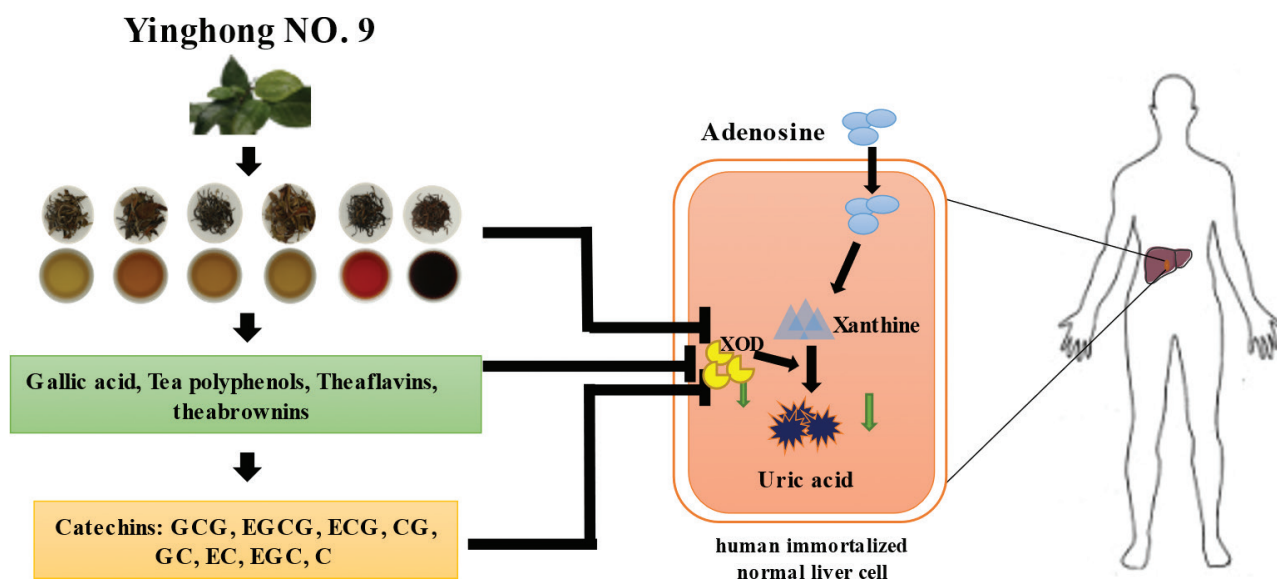 Yinghong NO. 9
Gallic acid, Tea polyphenols, Theaflavins,
theabrownins
Catechins: GCG, EGCG, ECG, CG,
GC, EC, EGC, C
Adenosine
Xanthine
XOD
Uric acid
human immortalized
normal liver cell